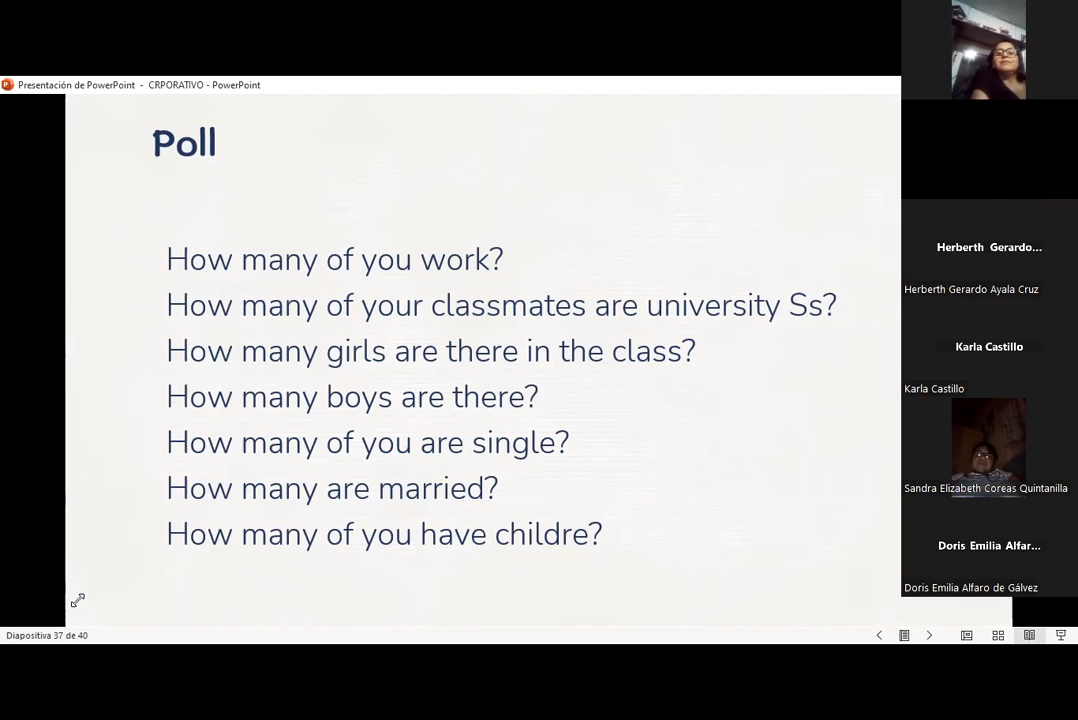 Presentación de PowerPoint - CRPORATIVO - PowerPoint
Poll
How many of you work?
How many of your classmates are university Ss?
How many girls are there in the class?
How many boys are there?
How many of you are single?
How many are married?
How many of you have childre?
Diapositiva 37 de 40
Herberth Gerardo...
Herberth Gerardo Ayala Cruz
Karla Castillo
Karla Castillo
Sandra Elizabeth Coreas Quintanilla
Doris Emilia Alfar...
Doris Emilia Alfaro de Gálvez